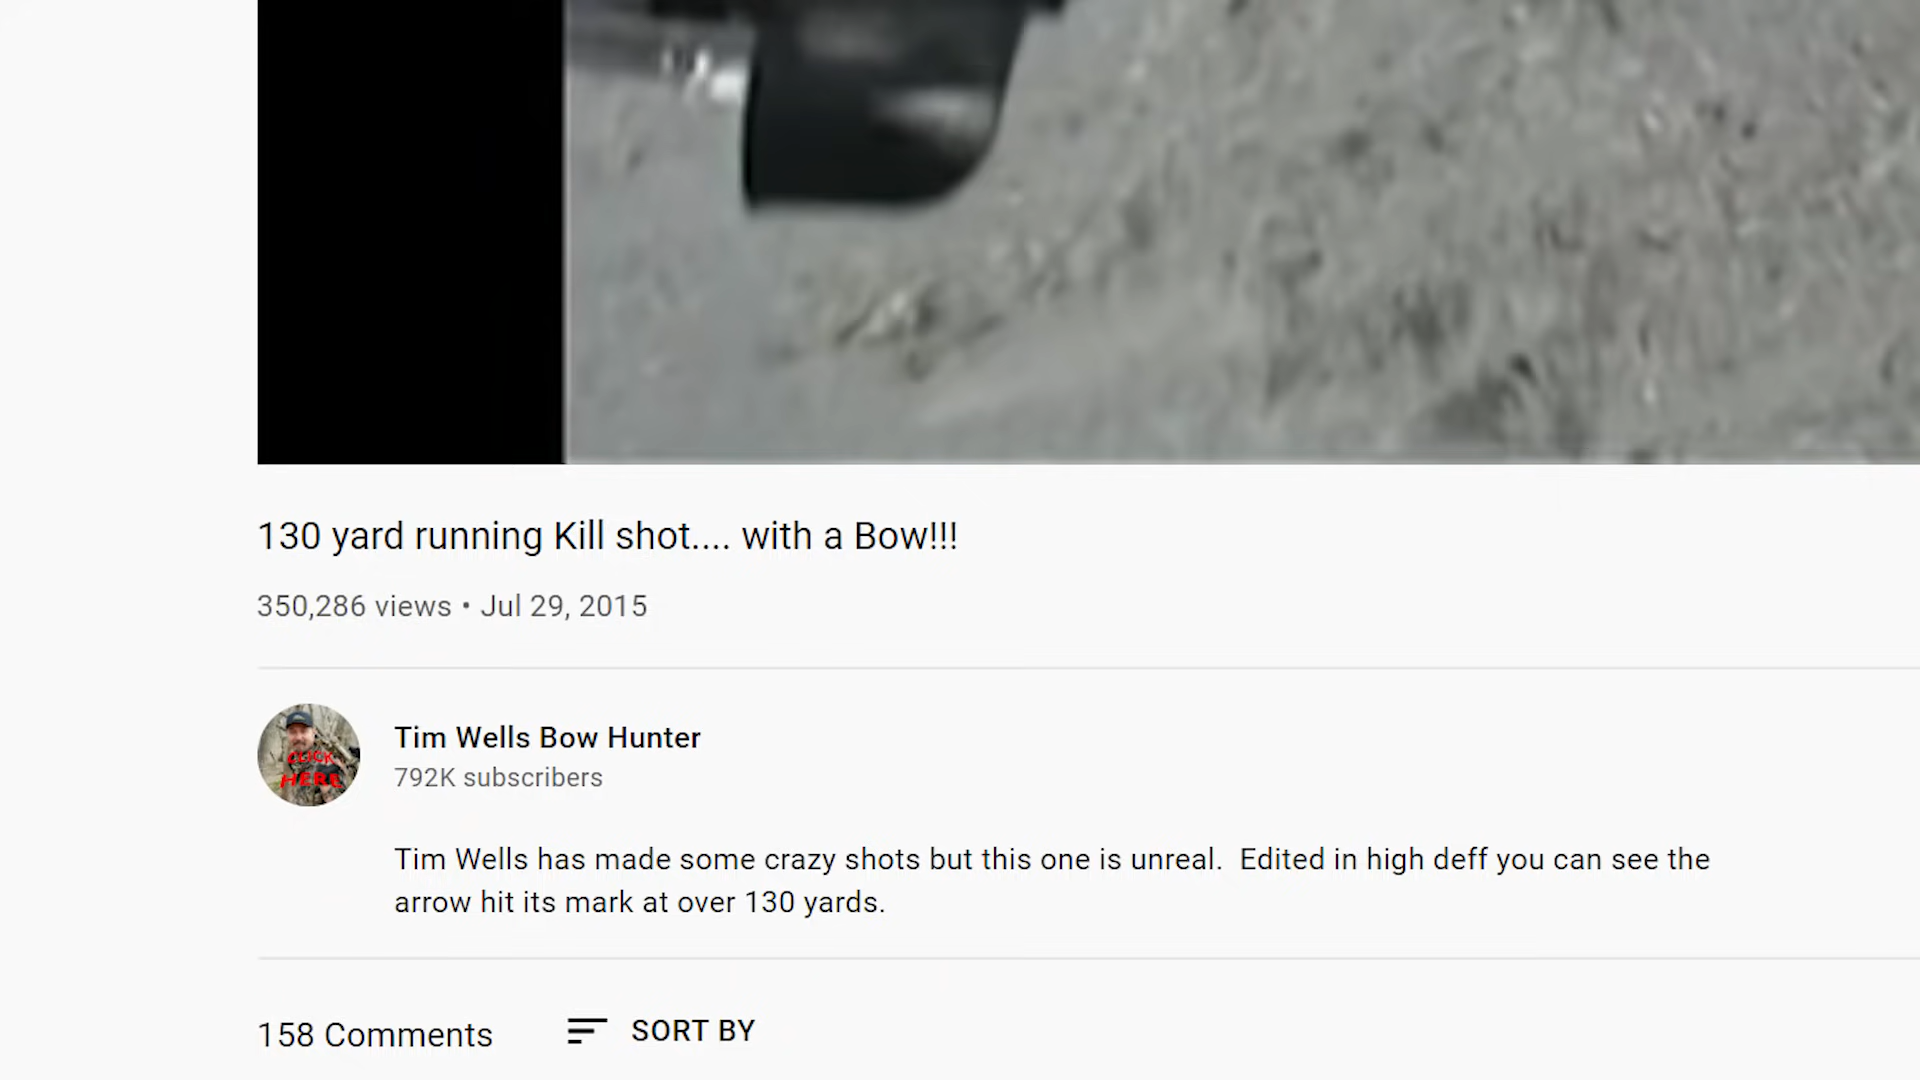 130 yard running Kill shot.... with a Bow!!!
350,286 views • Jul 29, 2015
CLICK
HERE
Tim Wells Bow Hunter
792K subscribers
Tim Wells has made some crazy shots but this one is unreal.  Edited in high deff you can see the
arrow hit its mark at over 130 yards.
158 Comments
SORT BY